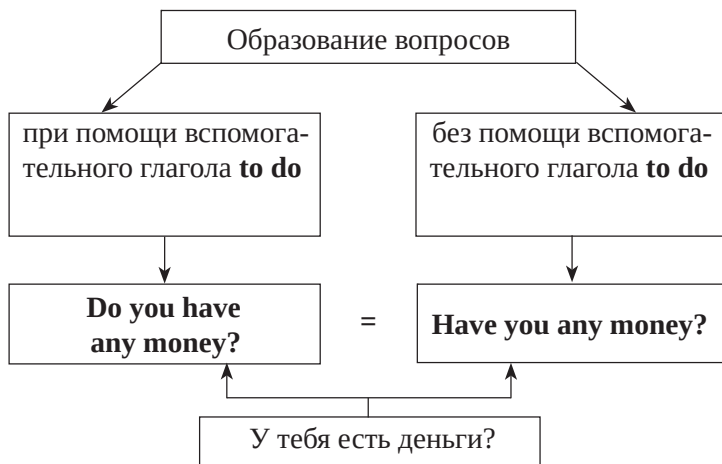 Образование вопросов
при помощи вспомога-
тельного глагола to do
без помощи вспомога-
тельного глагола to do
Do you have
any money?
=
Have you any money?
У тебя есть деньги?